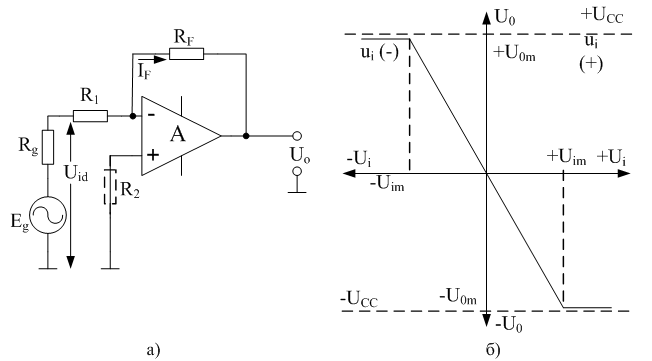 R_F
I_F
R_1
-
A
+
R_g
U_id
R_2
U_o
E_g
а)
U_0
+U_CC
u_i (-)
+U_0m
u_i
(+)
-U_i
+U_im
+U_i
-U_im
-U_CC
-U_0m
-U_0
б)